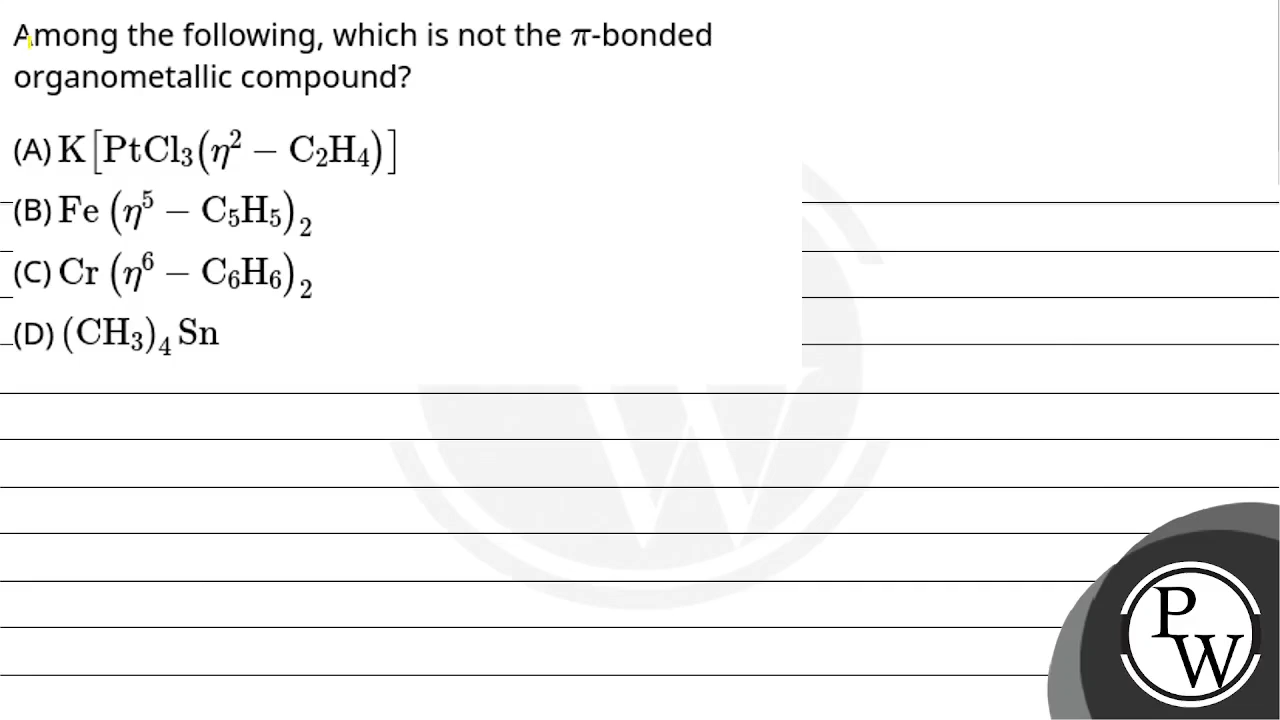 Among the following, which is not the π-bonded
organometallic compound?
(A) K[PtCl₃(η² − C₂H₄)]
(B) Fe (η⁵ − C₅H₅)₂
(C) Cr (η⁶ − C₆H₆)₂
(D) (CH₃)₄ Sn
PW